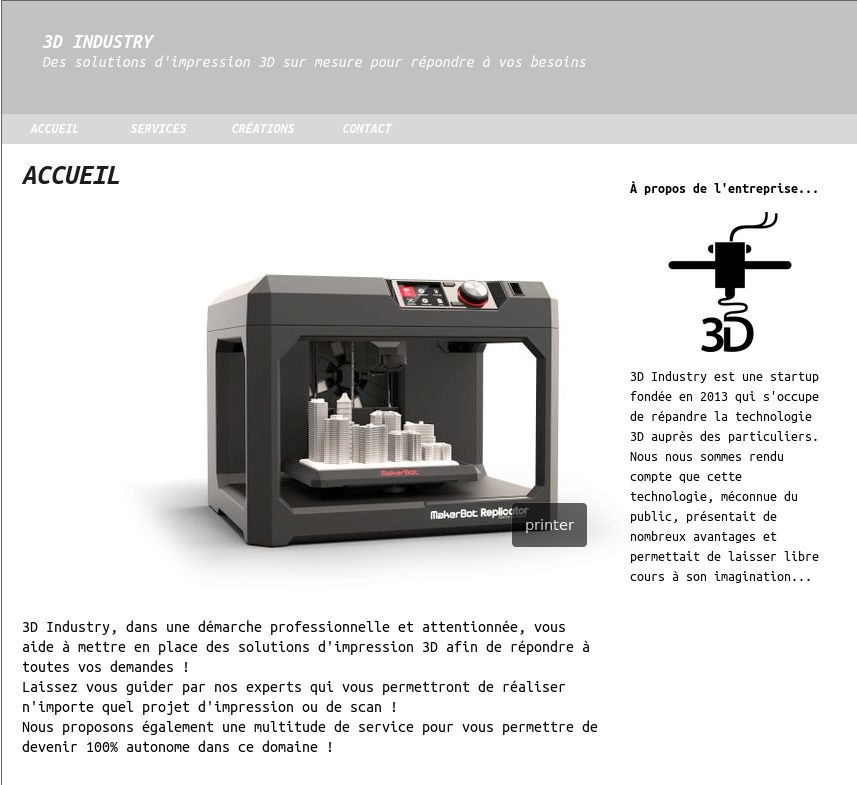 3D INDUSTRY
Des solutions d'impression 3D sur mesure pour répondre à vos besoins
ACCUEIL SERVICES CRÉATIONS CONTACT
ACCUEIL
MakerBot
MakerBot Replicator
printer
3D Industry, dans une démarche professionnelle et attentionnée, vous
aide à mettre en place des solutions d'impression 3D afin de répondre à
toutes vos demandes !
Laissez vous guider par nos experts qui vous permettront de réaliser
n'importe quel projet d'impression ou de scan !
Nous proposons également une multitude de service pour vous permettre de
devenir 100% autonome dans ce domaine !
À propos de l'entreprise...
3D
3D Industry est une startup
fondée en 2013 qui s'occupe
de répandre la technologie
3D auprès des particuliers.
Nous nous sommes rendu
compte que cette
technologie, méconnue du
public, présentait de
nombreux avantages et
permettait de laisser libre
cours à son imagination...